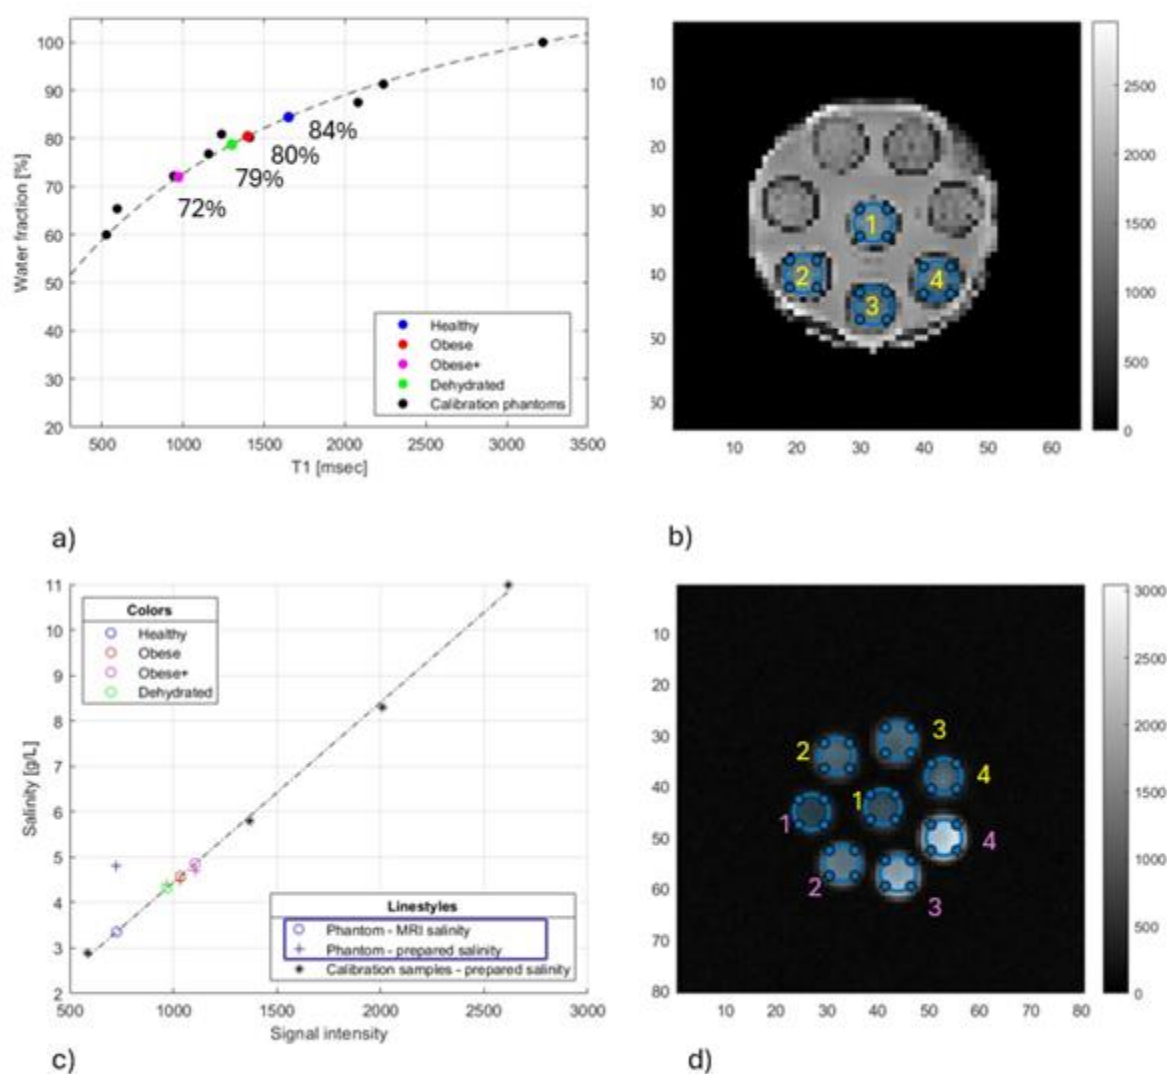 100
90
80
70
60
50
40
30
20
Water fraction [%]
84%
80%
79%
72%
Healthy
Obese
Obese+
Dehydrated
Calibration phantoms
500 1000 1500 2000 2500 3000 3500
T1 [msec]
a)
10
20
30
40
50
60
1
2
4
3
10 20 30 40 50 60
2500
2000
1500
1000
500
0
b)
11
10
9
8
7
6
5
4
3
2
Salinity [g/L]
Colors
Healthy
Obese
Obese+
Dehydrated
Linestyles
Phantom - MRI salinity
Phantom - prepared salinity
Calibration samples - prepared salinity
500 1000 1500 2000 2500 3000
Signal intensity
c)
10
20
30
40
50
60
70
80
3
2
4
1
1
4
2
3
10 20 30 40 50 60 70 80
3000
2500
2000
1500
1000
500
0
d)